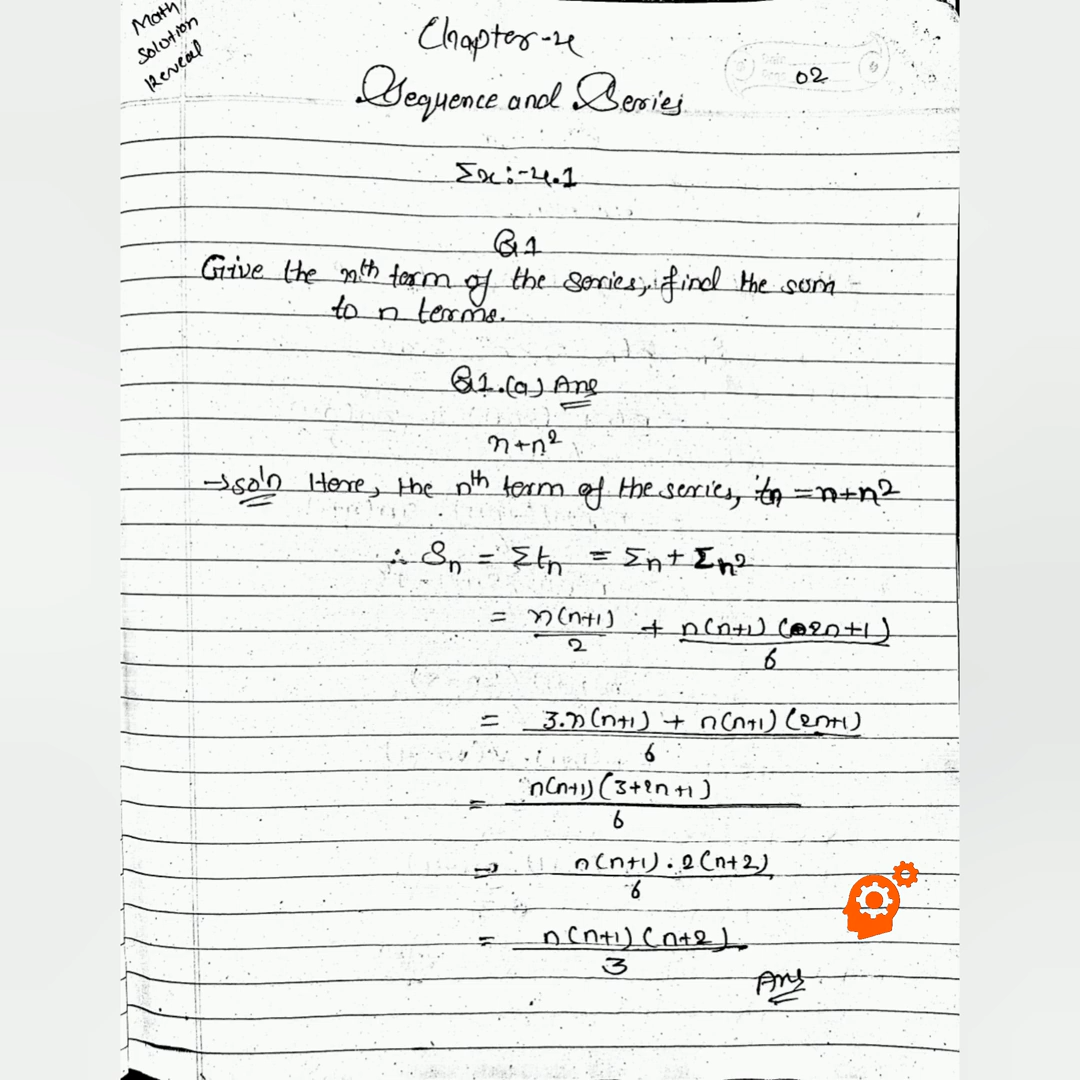 Math
Solution
Reveal
Chapter-4
02
Sequence and Series
Ex:-4.1
Q1
Give the nth term of the series, find the sum
to n terms.
Q1.(a) Ans
n+n²
→so'n Here, the nth term of the series, tn =n+n²
∴ Sn = Σtn = Σn+Σn²
= n(n+1)/2 + n(n+1)(2n+1)/6
= 3.n(n+1) + n(n+1)(2n+1)/6
= n(n+1)(3+2n+1)/6
= n(n+1).2(n+2)/6
= n(n+1)(n+2)/3
Ans